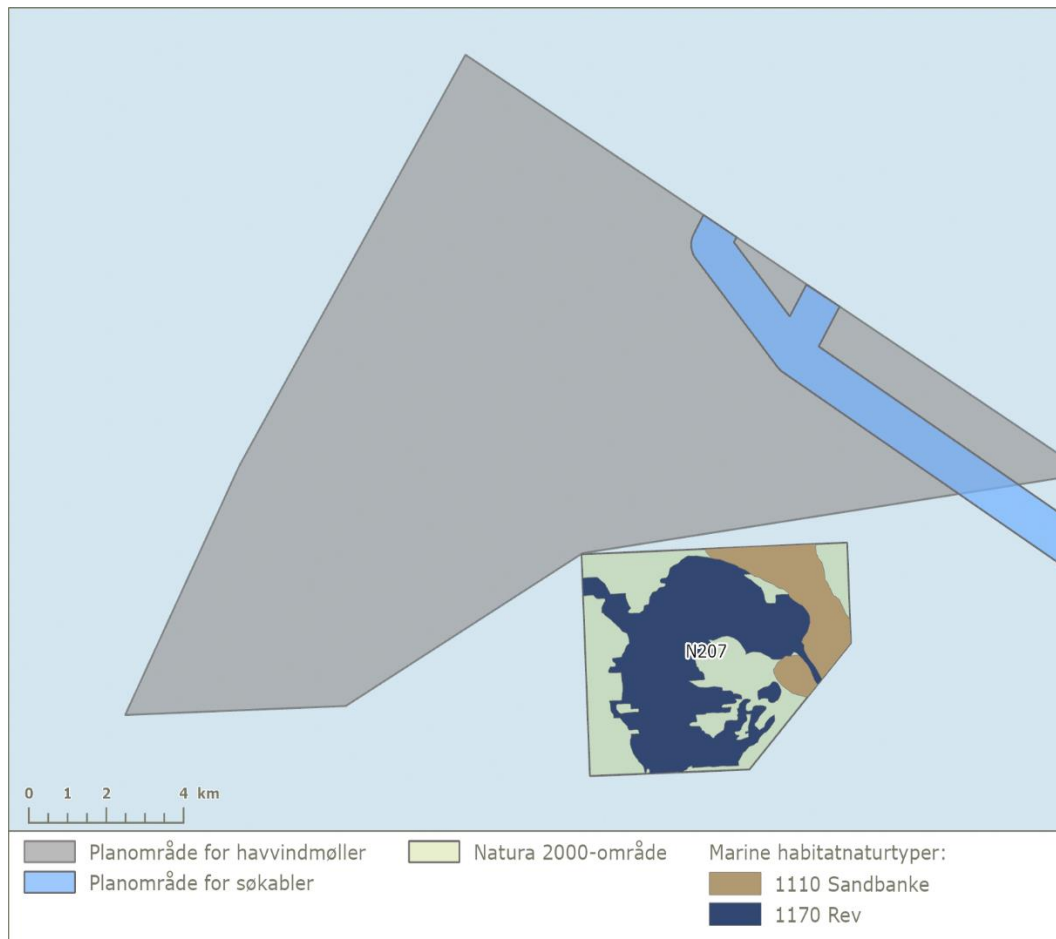 N207
0 1 2 4 km
Planområde for havvindmøller
Planområde for søkabler
Natura 2000-område
Marine habitatnaturtyper:
1110 Sandbanke
1170 Rev